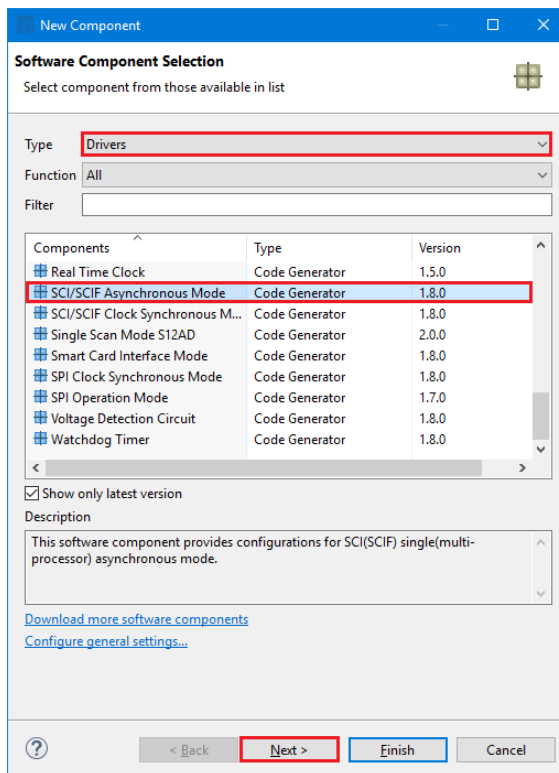 New Component
Software Component Selection
Select component from those available in list
Type Drivers
Function All
Filter
Components Type Version
Real Time Clock Code Generator 1.5.0
SCI/SCIF Asynchronous Mode Code Generator 1.8.0
SCI/SCIF Clock Synchronous M... Code Generator 1.8.0
Single Scan Mode S12AD Code Generator 2.0.0
Smart Card Interface Mode Code Generator 1.8.0
SPI Clock Synchronous Mode Code Generator 1.8.0
SPI Operation Mode Code Generator 1.7.0
Voltage Detection Circuit Code Generator 1.8.0
Watchdog Timer Code Generator 1.8.0
Show only latest version
Description
This software component provides configurations for SCI(SCIF) single(multi-
processor) asynchronous mode.
Download more software components
Configure general settings...
? < Back Next > Finish Cancel